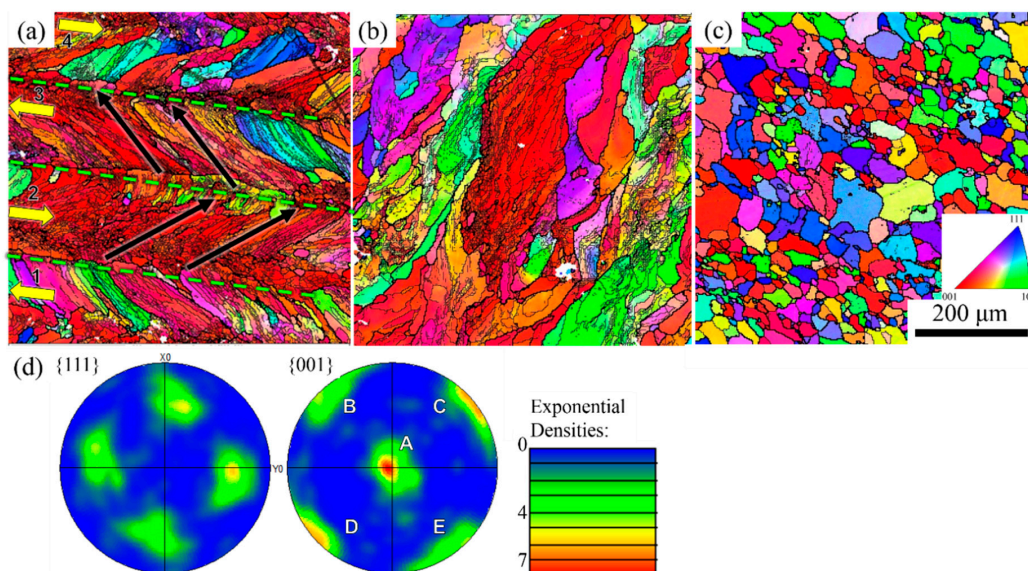 (a)
4
3
2
1
(b)
(c)
111
001
200 μm
(d)
{111}
X0
Y0
{001}
A
B
C
D
E
Exponential
Densities:
0
4
7